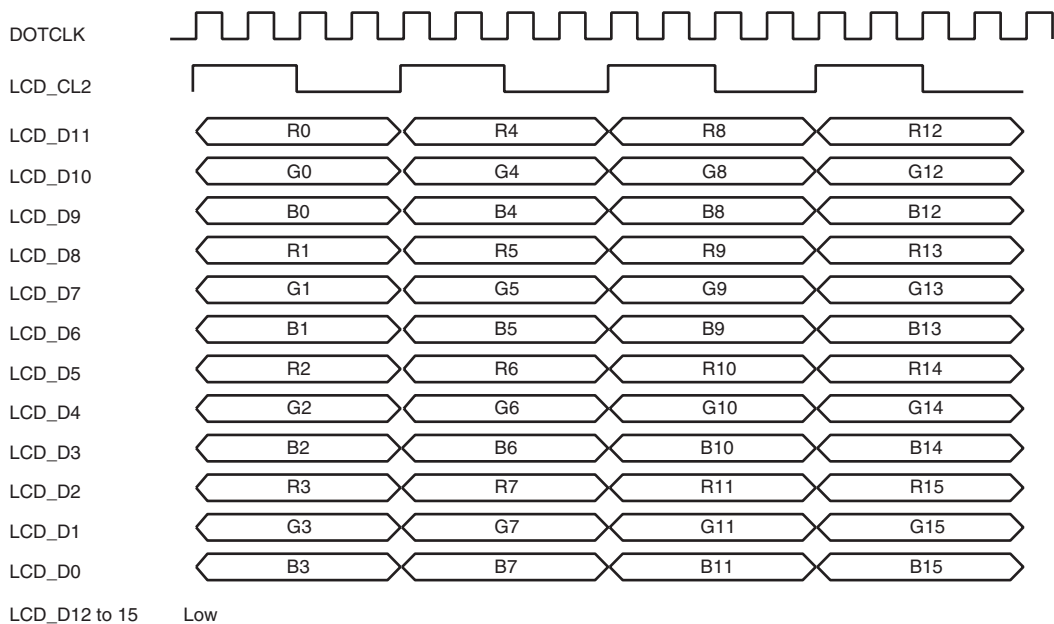 DOTCLK
LCD_CL2
LCD_D11 R0 R4 R8 R12
LCD_D10 G0 G4 G8 G12
LCD_D9 B0 B4 B8 B12
LCD_D8 R1 R5 R9 R13
LCD_D7 G1 G5 G9 G13
LCD_D6 B1 B5 B9 B13
LCD_D5 R2 R6 R10 R14
LCD_D4 G2 G6 G10 G14
LCD_D3 B2 B6 B10 B14
LCD_D2 R3 R7 R11 R15
LCD_D1 G3 G7 G11 G15
LCD_D0 B3 B7 B11 B15
LCD_D12 to 15 Low